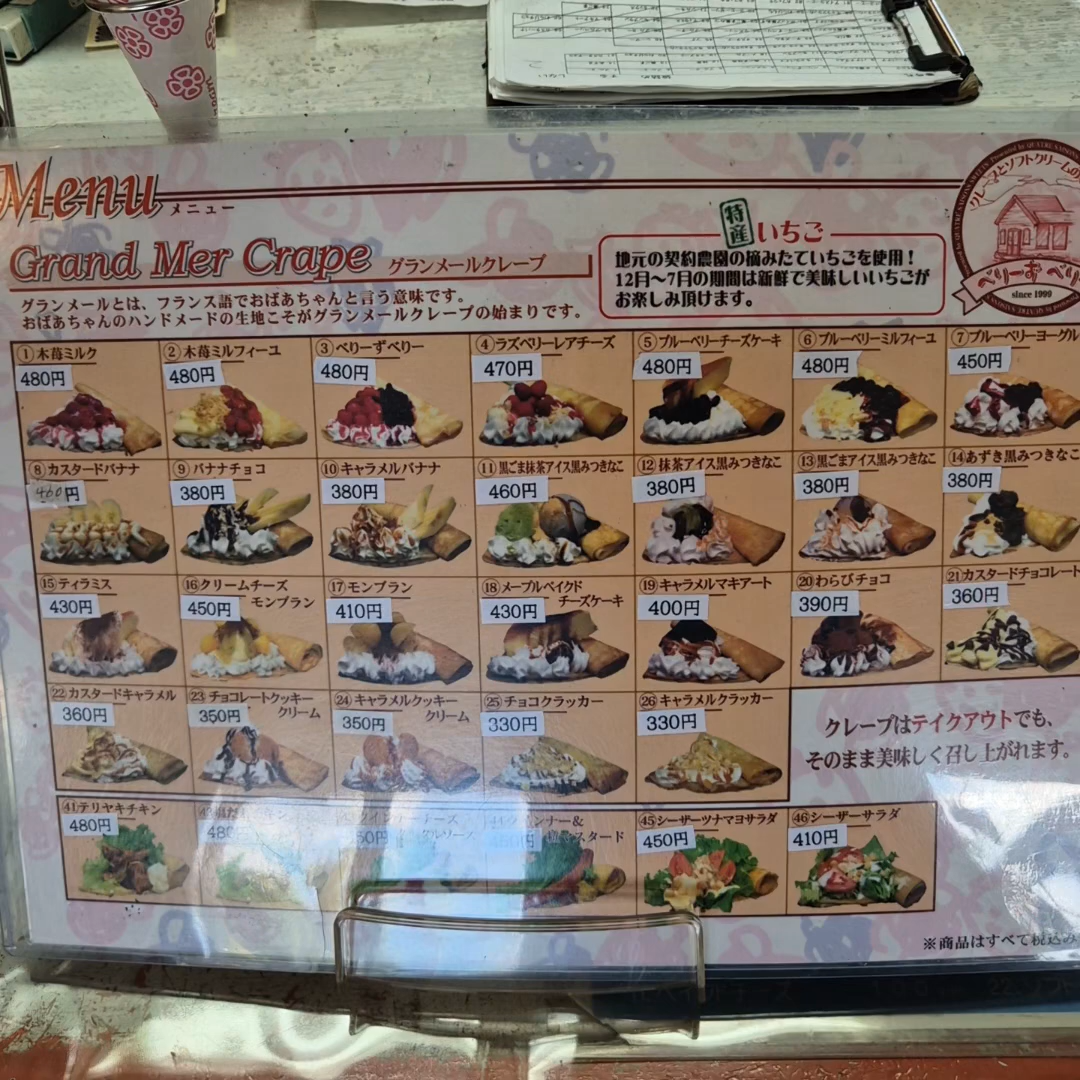 Menu
メニュー
Grand Mer Crape グランメールクレープ
グランメールとは、フランス語でおばあちゃんと言う意味です。
おばあちゃんのハンドメードの生地こそがグランメールクレープの始まりです。
特産 いちご
地元の契約農園の摘みたていちごを使用！
12月〜7月の期間は新鮮で美味しいいちごが
お楽しみ頂けます。
クレープとソフトクリームの
ベリーずベリー
since 1999
①木苺ミルク
480円
②木苺ミルフィーユ
480円
③べりーずべりー
480円
④ラズベリーレアチーズ
470円
⑤ブルーベリーチーズケーキ
480円
⑥ブルーベリーミルフィーユ
480円
⑦ブルーベリーヨーグル
450円
⑧カスタードバナナ
460円
⑨バナナチョコ
380円
⑩キャラメルバナナ
380円
⑪黒ごま抹茶アイス黒みつきなこ
460円
⑫抹茶アイス黒みつきなこ
380円
⑬黒ごまアイス黒みつきなこ
380円
⑭あずき黒みつきなこ
380円
⑮ティラミス
430円
⑯クリームチーズ
モンブラン
450円
⑰モンブラン
410円
⑱メープルベイクド
チーズケーキ
430円
⑲キャラメルマキアート
400円
⑳わらびチョコ
390円
㉑カスタードチョコレート
360円
㉒カスタードキャラメル
360円
㉓チョコレートクッキー
クリーム
350円
㉔キャラメルクッキー
クリーム
350円
㉕チョコクラッカー
330円
㉖キャラメルクラッカー
330円
クレープはテイクアウトでも、
そのまま美味しく召し上がれます。
㊶テリヤキチキン
480円
㊺シーザーツナマヨサラダ
450円
㊻シーザーサラダ
410円
※商品はすべて税込み